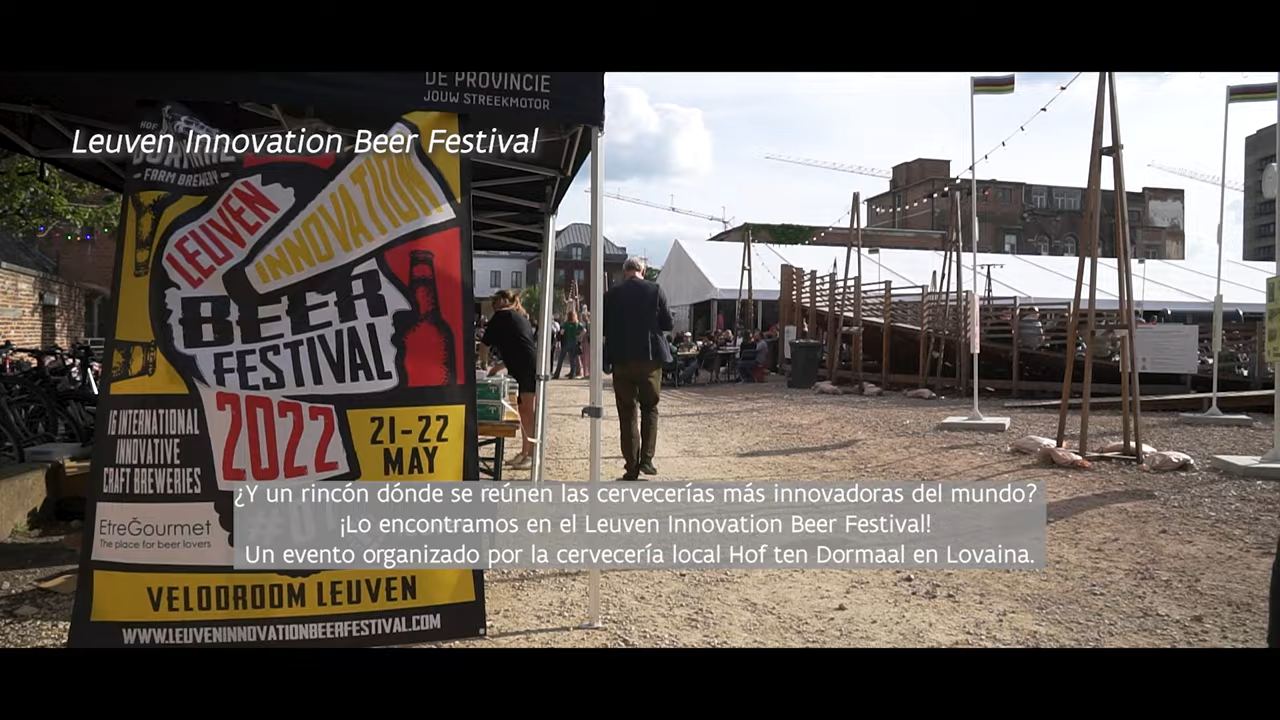 DE PROVINCIE
JOUW STREEKMOTOR
Leuven Innovation Beer Festival
HOF
DORMAAL
FARM BREWERY
LEUVEN
INNOVATION
BEER
FESTIVAL
2022
21-22
MAY
16 INTERNATIONAL
INNOVATIVE
CRAFT BREWERIES
EtreĞourmet
The place for beer lovers
¿Y un rincón dónde se reúnen las cervecerías más innovadoras del mundo?
¡Lo encontramos en el Leuven Innovation Beer Festival!
Un evento organizado por la cervecería local Hof ten Dormaal en Lovaina.
VELODROOM LEUVEN
WWW.LEUVENINNOVATIONBEERFESTIVAL.COM